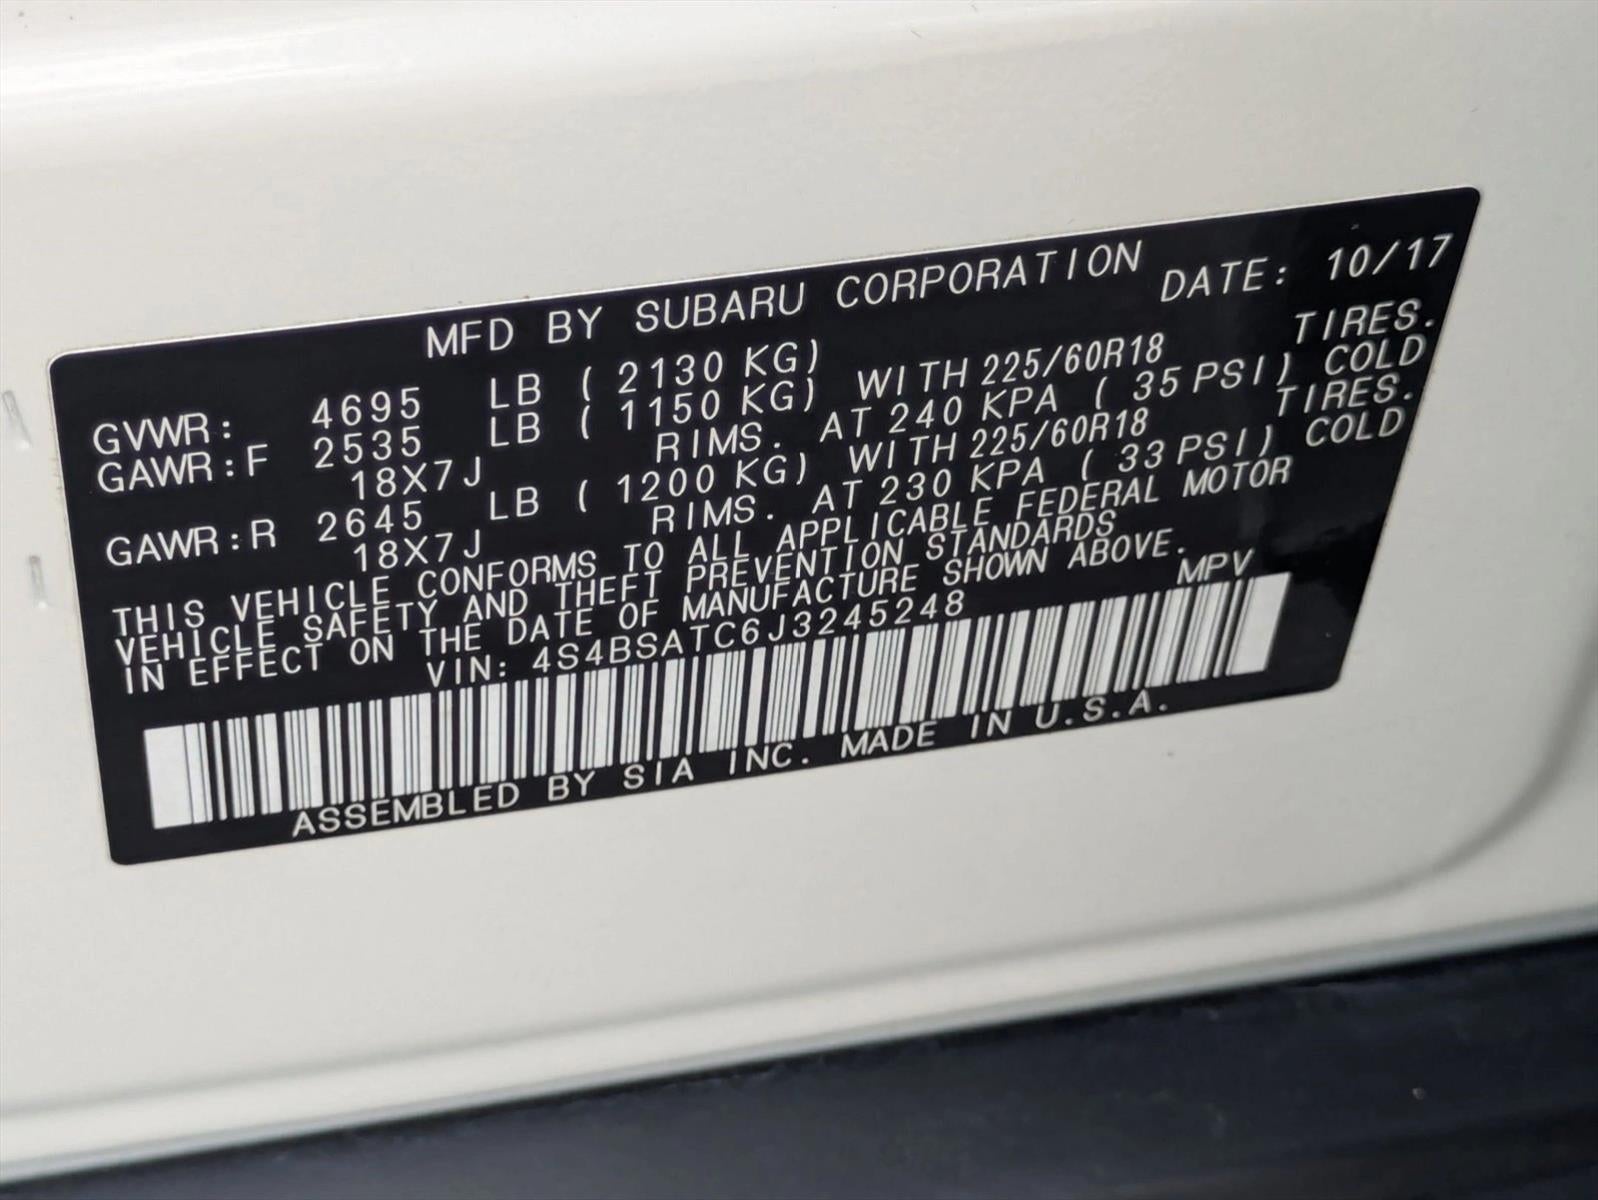 MFD BY SUBARU CORPORATION DATE: 10/17
GVWR: 4695 LB ( 2130 KG)
GAWR:F 2535 LB ( 1150 KG) WITH 225/60R18 TIRES.
18X7J RIMS. AT 240 KPA ( 35 PSI) COLD
GAWR:R 2645 LB ( 1200 KG) WITH 225/60R18 TIRES.
18X7J RIMS. AT 230 KPA ( 33 PSI) COLD
THIS VEHICLE CONFORMS TO ALL APPLICABLE FEDERAL MOTOR
VEHICLE SAFETY AND THEFT PREVENTION STANDARDS
IN EFFECT ON THE DATE OF MANUFACTURE SHOWN ABOVE.
VIN: 4S4BSATC6J3245248 MPV
ASSEMBLED BY SIA INC. MADE IN U.S.A.